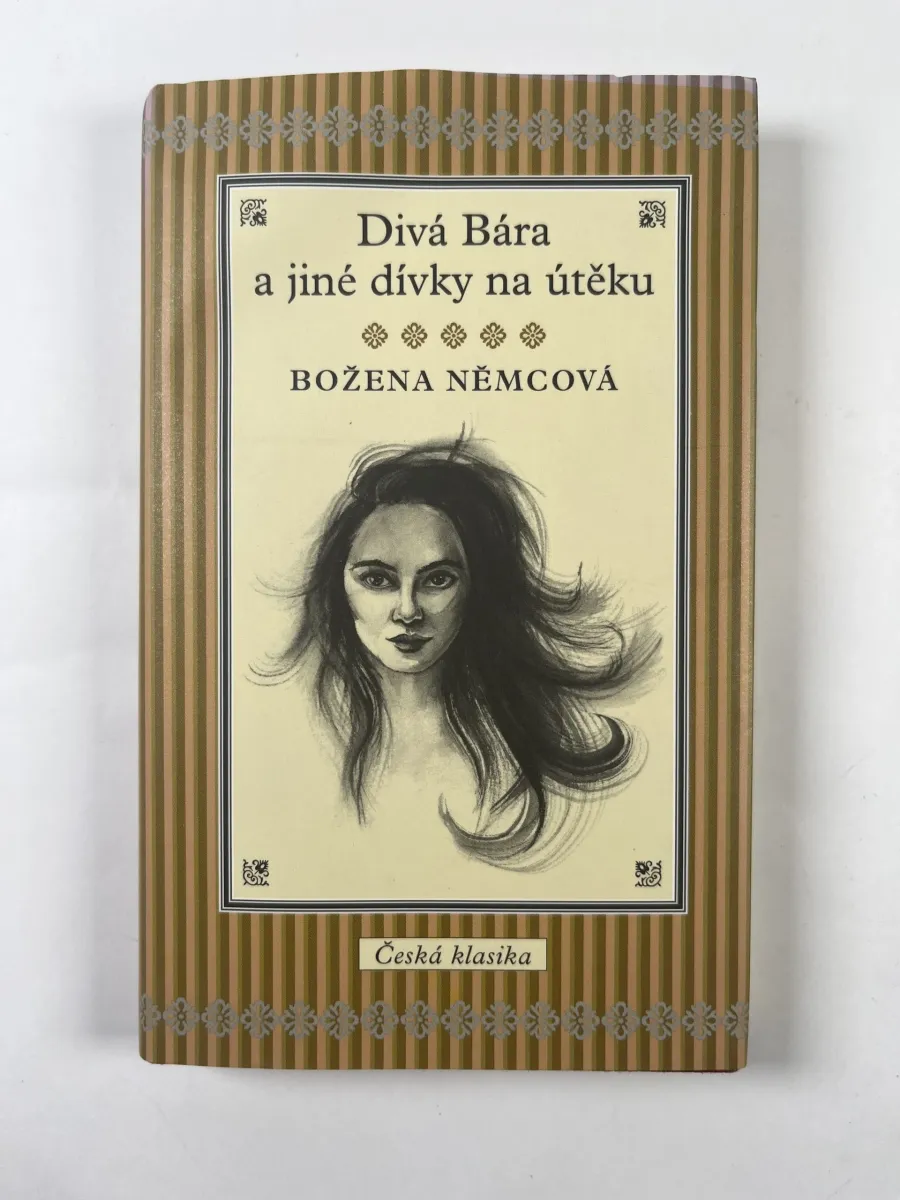 Divá Bára
a jiné dívky na útěku
BOŽENA NĚMCOVÁ
Česká klasika